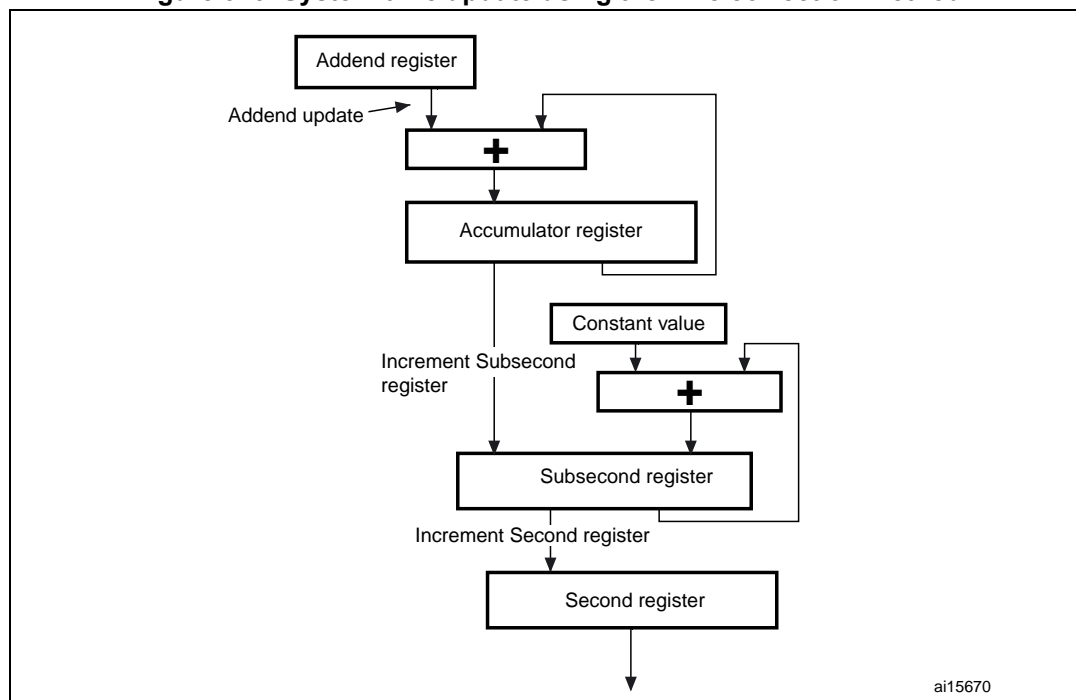 Addend register
Addend update
+
Accumulator register
Constant value
Increment Subsecond
register
+
Subsecond register
Increment Second register
Second register
ai15670